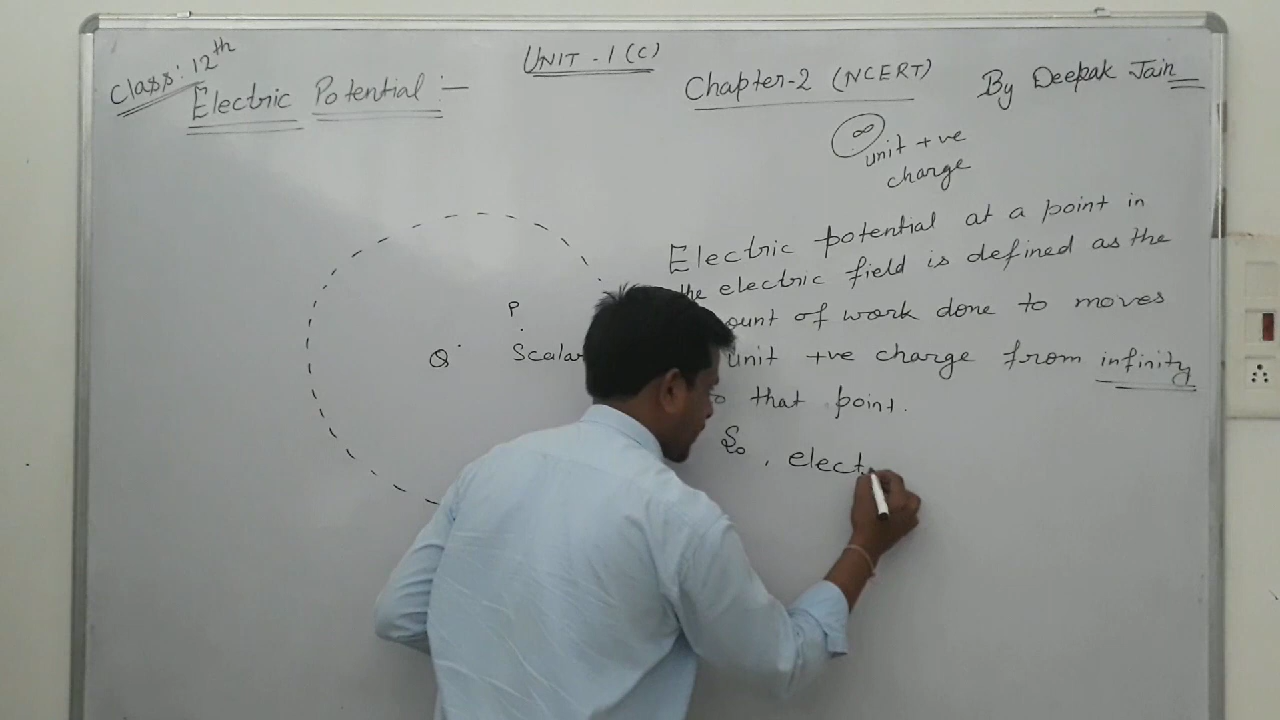 Class: 12th
UNIT - 1 (C)
Electric Potential :-
Chapter-2 (NCERT)
By Deepak Jain
∞
unit +ve
charge
Electric potential at a point in
the electric field is defined as the
ount of work done to moves
unit +ve charge from infinity
o that point.
So, elect
P
Q
Scalar